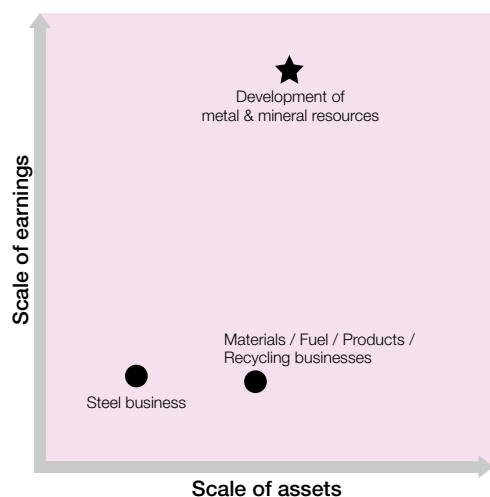 Development of
metal & mineral resources
Scale of earnings
Materials / Fuel / Products /
Recycling businesses
Steel business
Scale of assets